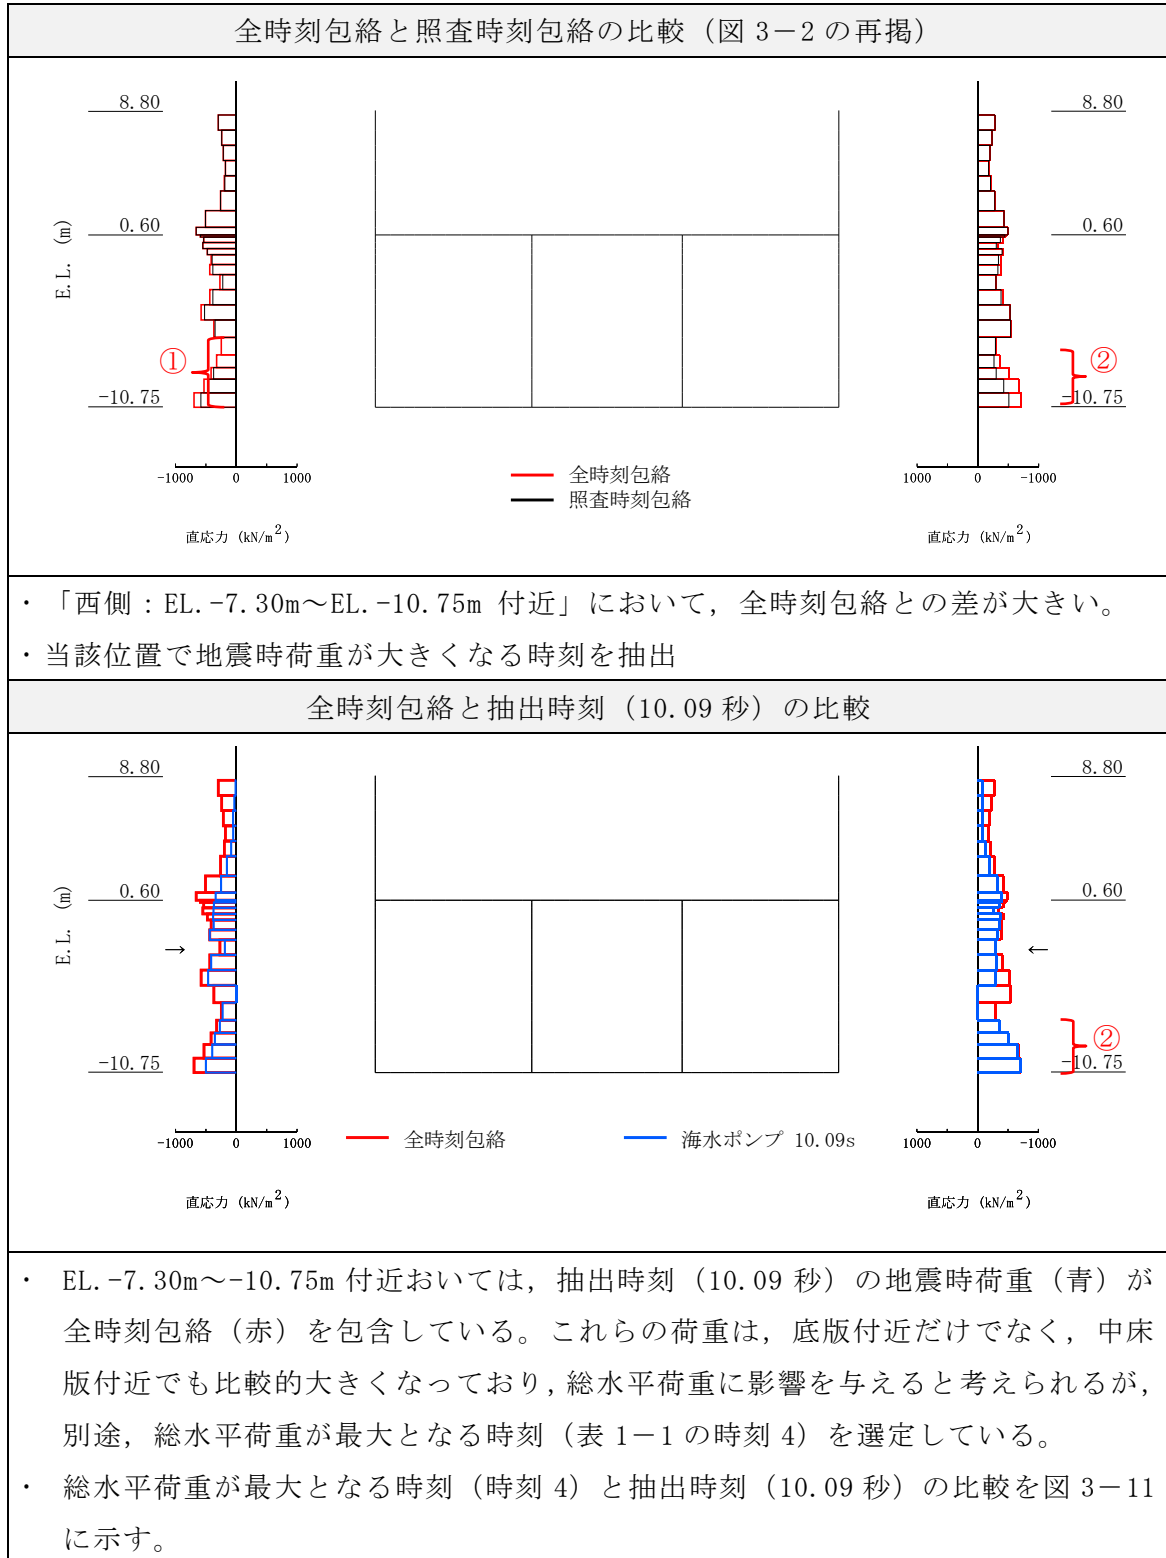 全時刻包絡と照査時刻包絡の比較（図 3－2 の再掲）
8.80
8.80
0.60
0.60
E.L. (m)
①
②
-10.75
-10.75
-1000 0 1000
1000 0 -1000
全時刻包絡
照査時刻包絡
直応力 (kN/m²)
直応力 (kN/m²)
・「西側：EL.-7.30m～EL.-10.75m 付近」において，全時刻包絡との差が大きい。
・当該位置で地震時荷重が大きくなる時刻を抽出
全時刻包絡と抽出時刻（10.09 秒）の比較
8.80
8.80
0.60
0.60
E.L. (m)
→
←
②
-10.75
-10.75
-1000 0 1000
1000 0 -1000
全時刻包絡
海水ポンプ 10.09s
直応力 (kN/m²)
直応力 (kN/m²)
・ EL.-7.30m～-10.75m 付近おいては，抽出時刻（10.09 秒）の地震時荷重（青）が
全時刻包絡（赤）を包含している。これらの荷重は，底版付近だけでなく，中床
版付近でも比較的大きくなっており，総水平荷重に影響を与えると考えられるが，
別途，総水平荷重が最大となる時刻（表 1－1 の時刻 4）を選定している。
・ 総水平荷重が最大となる時刻（時刻 4）と抽出時刻（10.09 秒）の比較を図 3－11
に示す。